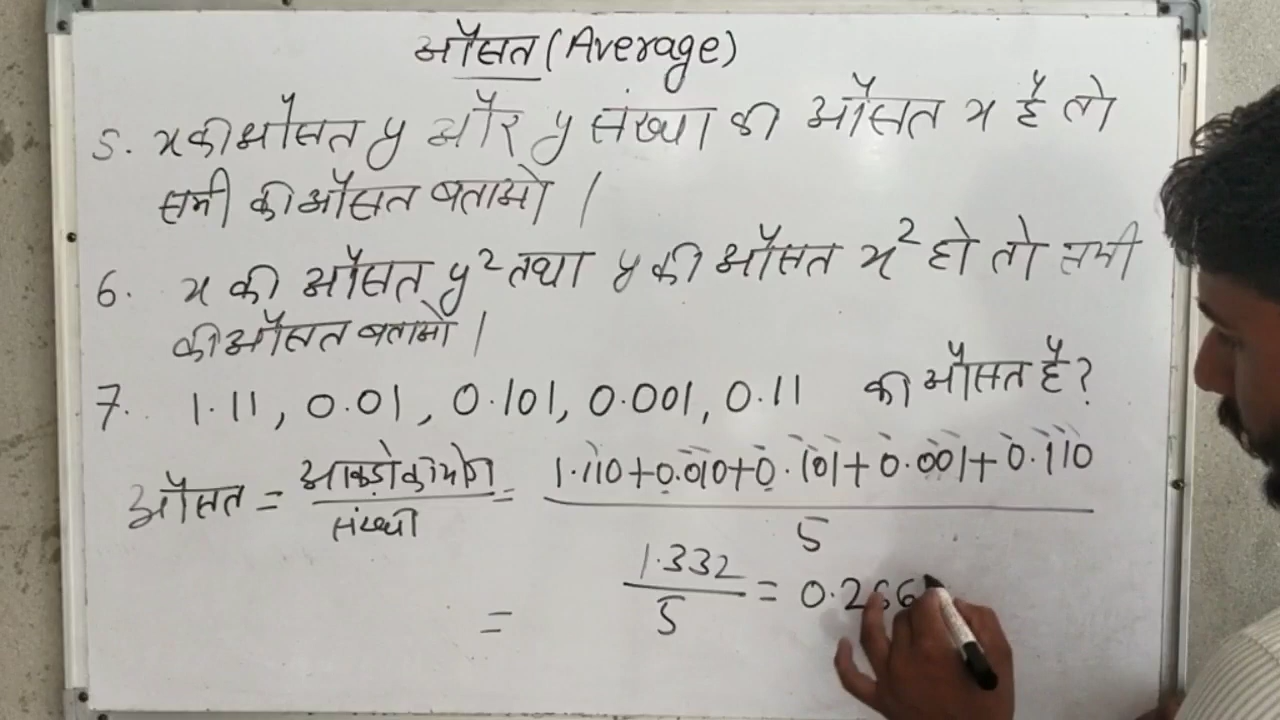 औसत (Average)
5. x की औसत y और y संख्या की औसत x है तो
सभी की औसत बताओ |
6. x की औसत y² तथा y की औसत x² हो तो सभी
की औसत बताओ |
7. 1.11, 0.01, 0.101, 0.001, 0.11 की औसत है?
औसत = आकड़ो का योग / संख्या = 1.110+0.010+0.101+0.001+0.110 / 5
= 1.332 / 5 = 0.266